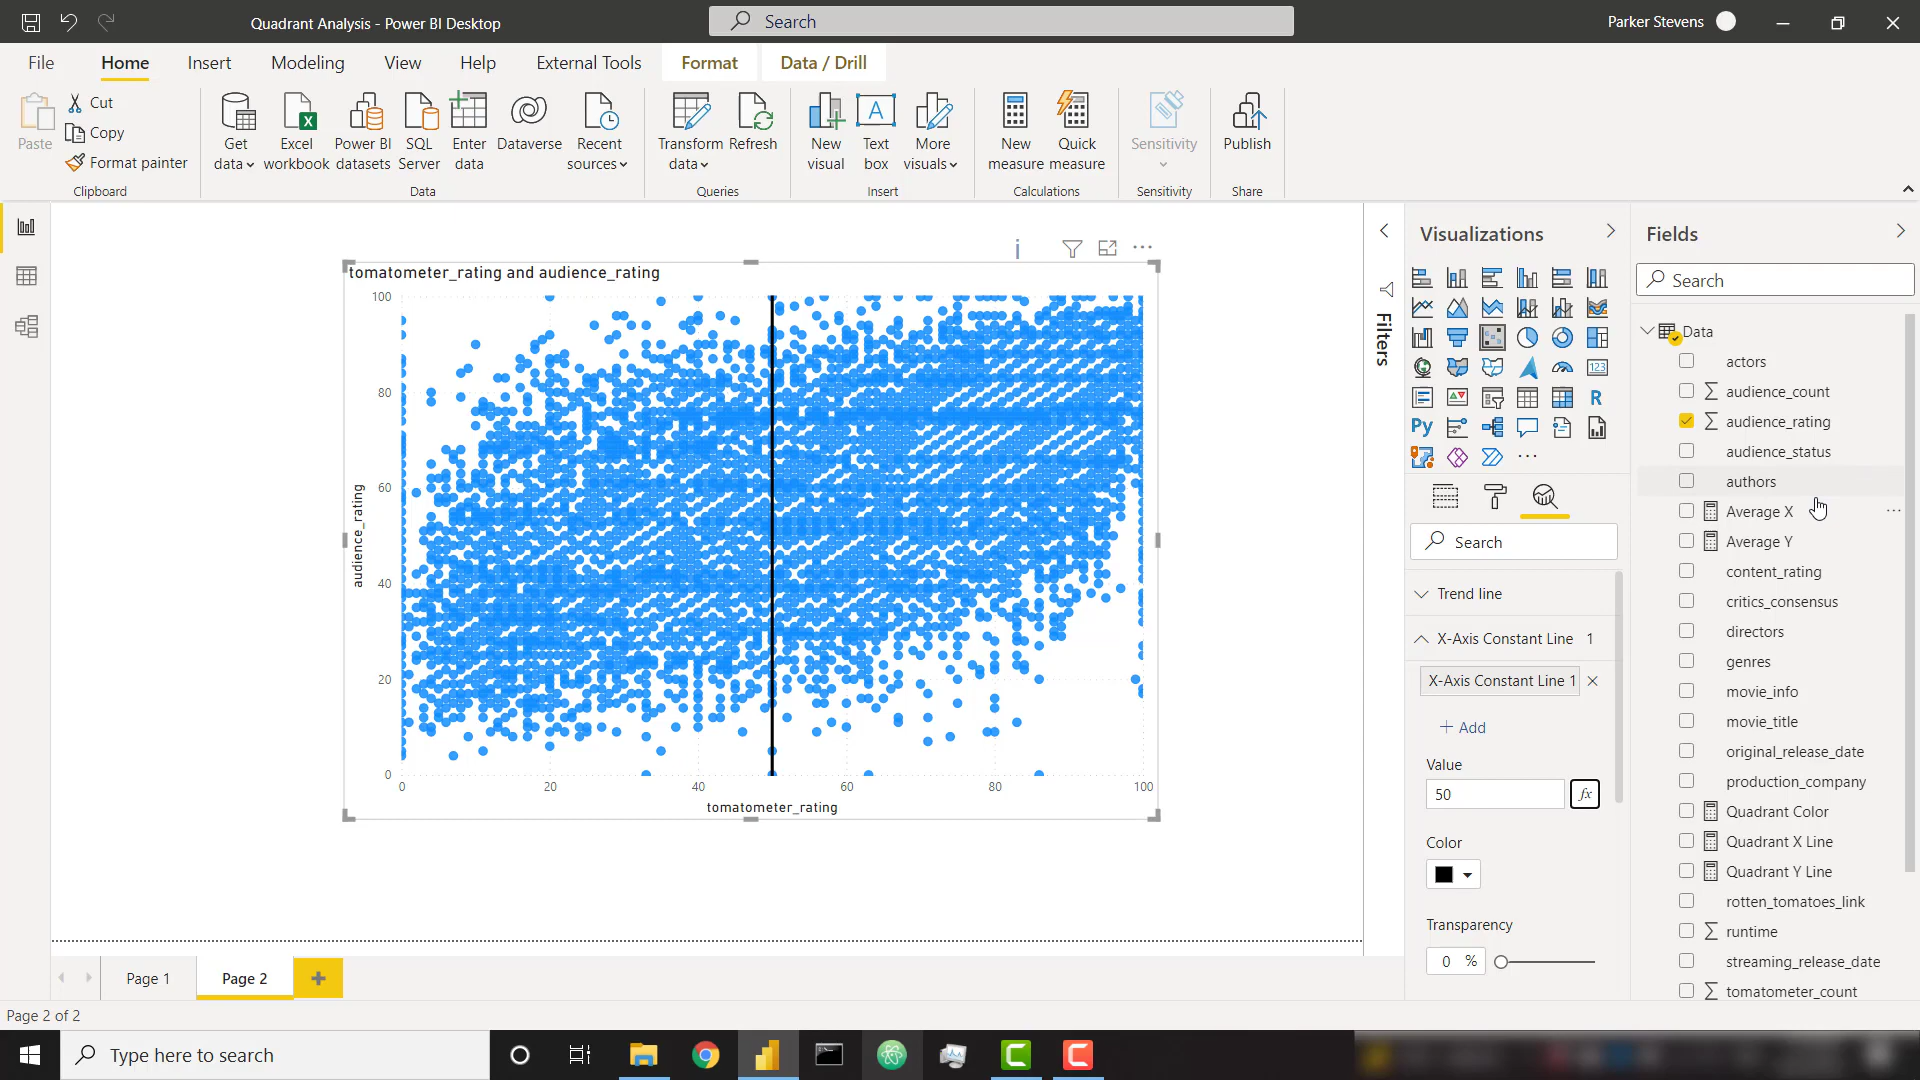 Quadrant Analysis - Power BI Desktop
Search
Parker Stevens
File Home Insert Modeling View Help External Tools Format Data / Drill
Paste
Cut
Copy
Format painter
Clipboard
Get data
Excel workbook
Power BI datasets
SQL Server
Enter data
Dataverse
Recent sources
Data
Transform data
Refresh
Queries
New visual
Text box
More visuals
Insert
New measure
Quick measure
Calculations
Sensitivity
Sensitivity
Publish
Share
tomatometer_rating and audience_rating
audience_rating
100
80
60
40
20
0
0 20 40 60 80 100
tomatometer_rating
Filters
Visualizations
123
R
Py
Search
Trend line
X-Axis Constant Line 1
X-Axis Constant Line 1
Add
Value
50 fx
Color
Transparency
0 %
Fields
Search
Data
actors
audience_count
audience_rating
audience_status
authors
Average X
Average Y
content_rating
critics_consensus
directors
genres
movie_info
movie_title
original_release_date
production_company
Quadrant Color
Quadrant X Line
Quadrant Y Line
rotten_tomatoes_link
runtime
streaming_release_date
tomatometer_count
Page 1
Page 2
Page 2 of 2
Type here to search